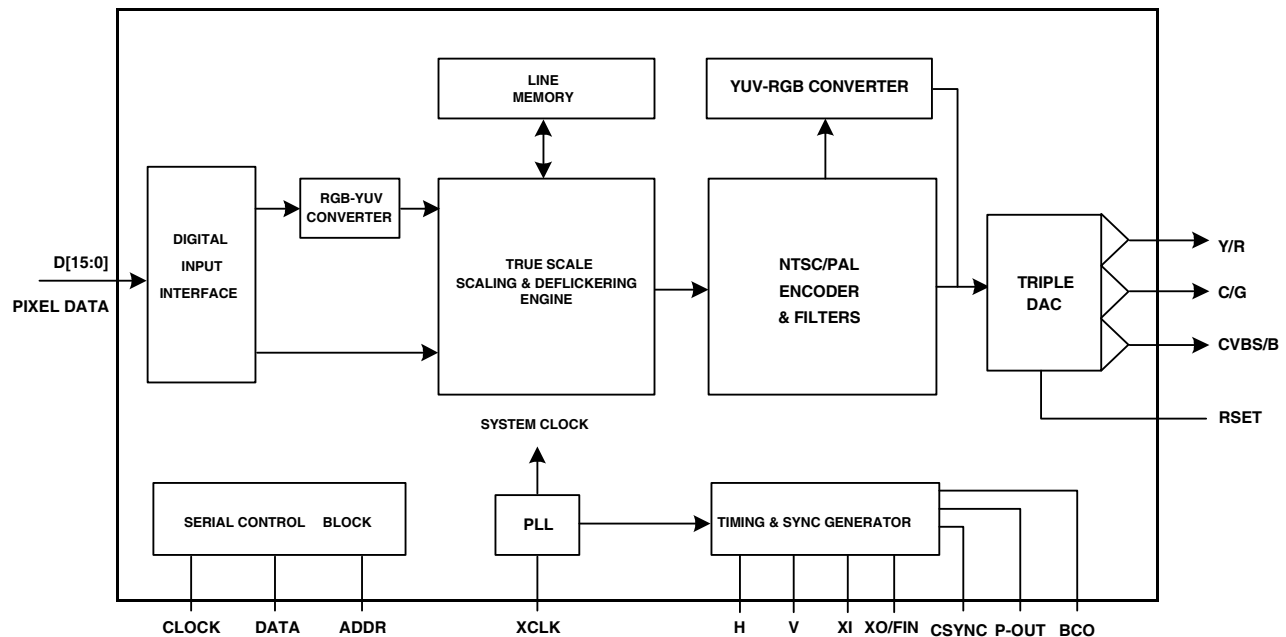 LINE
MEMORY
YUV-RGB CONVERTER
RGB-YUV
CONVERTER
D[15:0]
PIXEL DATA
DIGITAL
INPUT
INTERFACE
TRUE SCALE
SCALING & DEFLICKERING
ENGINE
NTSC/PAL
ENCODER
& FILTERS
TRIPLE
DAC
Y/R
C/G
CVBS/B
RSET
SYSTEM CLOCK
SERIAL CONTROL BLOCK
PLL
TIMING & SYNC GENERATOR
CLOCK
DATA
ADDR
XCLK
H
V
XI
XO/FIN
CSYNC
P-OUT
BCO